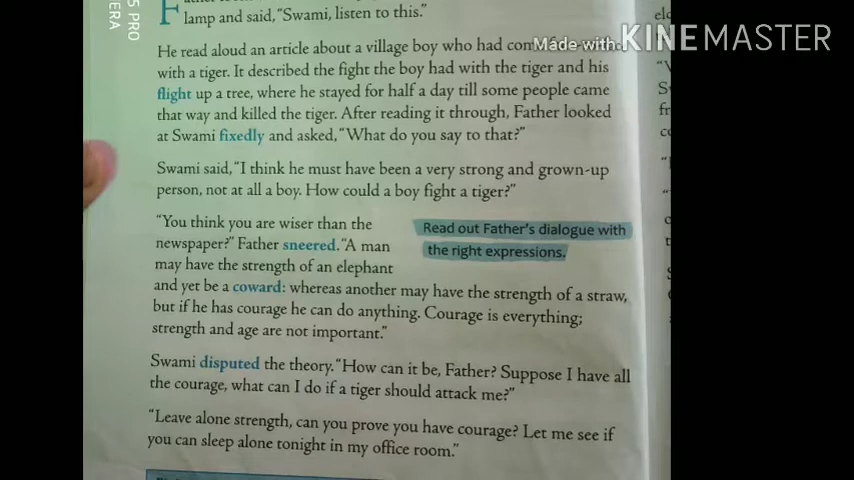 5 PRO
ERA
F
lamp and said, "Swami, listen to this."
He read aloud an article about a village boy who had
with a tiger. It described the fight the boy had with the tiger and his
flight up a tree, where he stayed for half a day till some people came
that way and killed the tiger. After reading it through, Father looked
at Swami fixedly and asked, "What do you say to that?"
Swami said, "I think he must have been a very strong and grown-up
person, not at all a boy. How could a boy fight a tiger?"
"You think you are wiser than the
newspaper?" Father sneered. "A man
may have the strength of an elephant
and yet be a coward: whereas another may have the strength of a straw,
but if he has courage he can do anything. Courage is everything;
strength and age are not important."
Swami disputed the theory. "How can it be, Father? Suppose I have all
the courage, what can I do if a tiger should attack me?"
"Leave alone strength, can you prove you have courage? Let me see if
you can sleep alone tonight in my office room."
Read out Father's dialogue with
the right expressions.
Made with
KINEMASTER